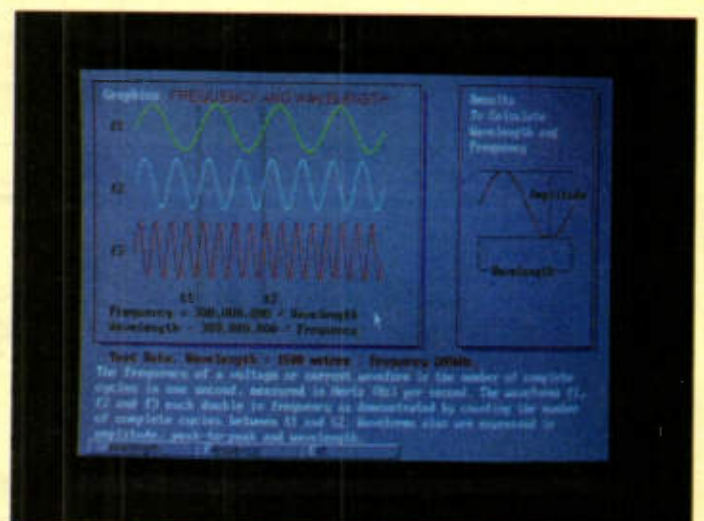 Graphics FREQUENCY AND WAVELENGTH
f1
f2
f3
t1 t2
Frequency = 300,000,000 / Wavelength
Wavelength = 300,000,000 / Frequency
Results
To Calculate
Wavelength and
Frequency
Amplitude
Wavelength
Test Data. Wavelength = 1500 meters Frequency 200kHz
The frequency of a voltage or current waveform is the number of complete
cycles in one second, measured in Hertz (Hz) per second. The waveforms f1,
f2 and f3 each double in frequency as demonstrated by counting the number
of complete cycles between t1 and t2. Waveforms also are expressed in
amplitude, peak-to-peak and wavelength.